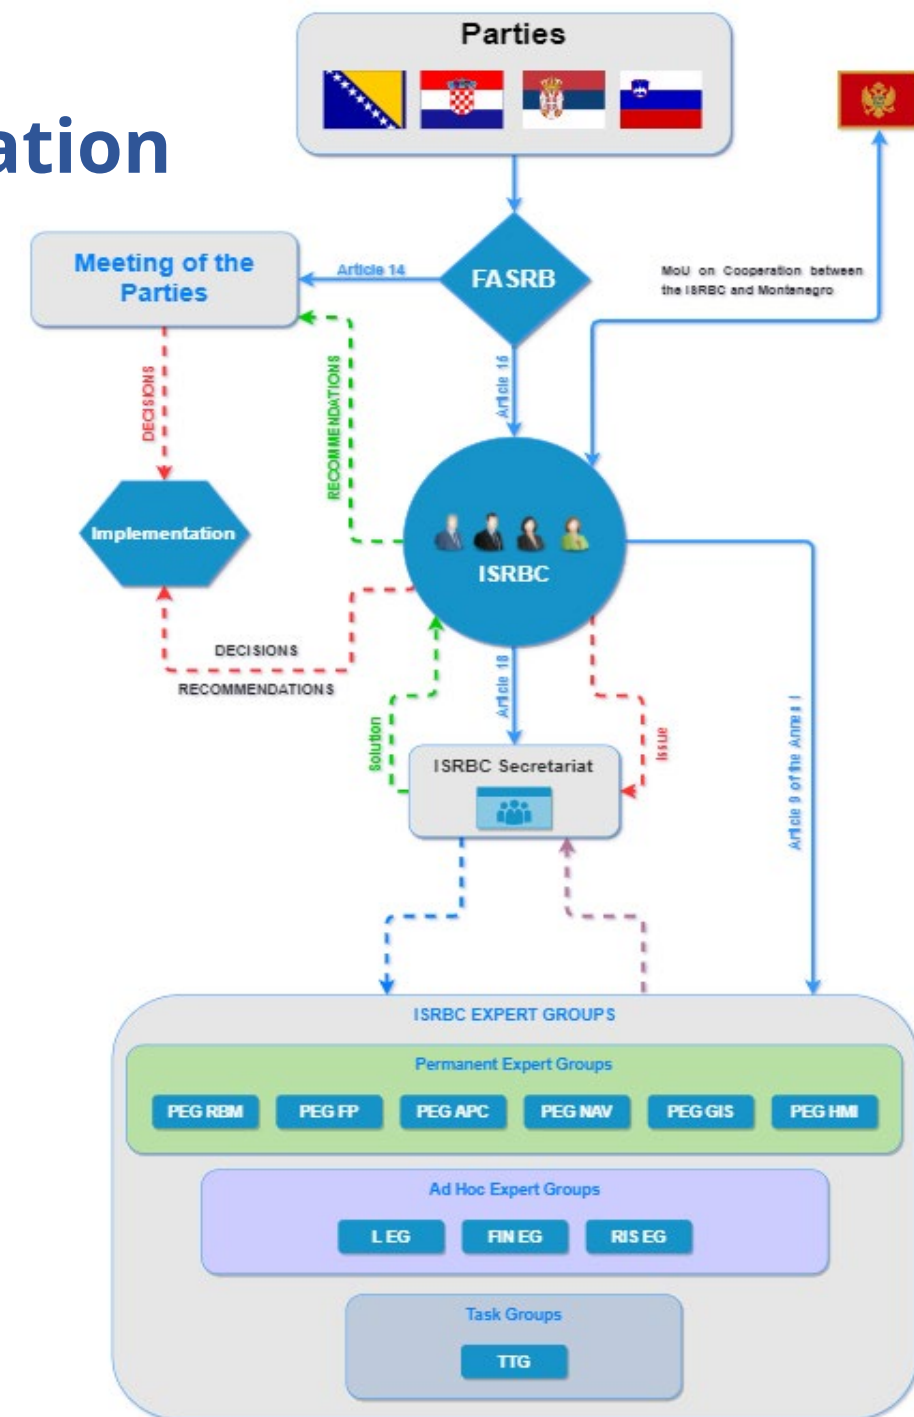 Parties
ation
Meeting of the
Parties
Article 14
FASRB
MoU on Cooperation between
the ISRBC and Montenegro
DECISIONS
RECOMMENDATIONS
Article 15
Implementation
ISRBC
DECISIONS
RECOMMENDATIONS
Solution
Article 18
Issue
Article 9 of the Annex I
ISRBC Secretariat
ISRBC EXPERT GROUPS
Permanent Expert Groups
PEG RBM
PEG FP
PEG APC
PEG NAV
PEG GIS
PEG HMI
Ad Hoc Expert Groups
L EG
FIN EG
RIS EG
Task Groups
TTG